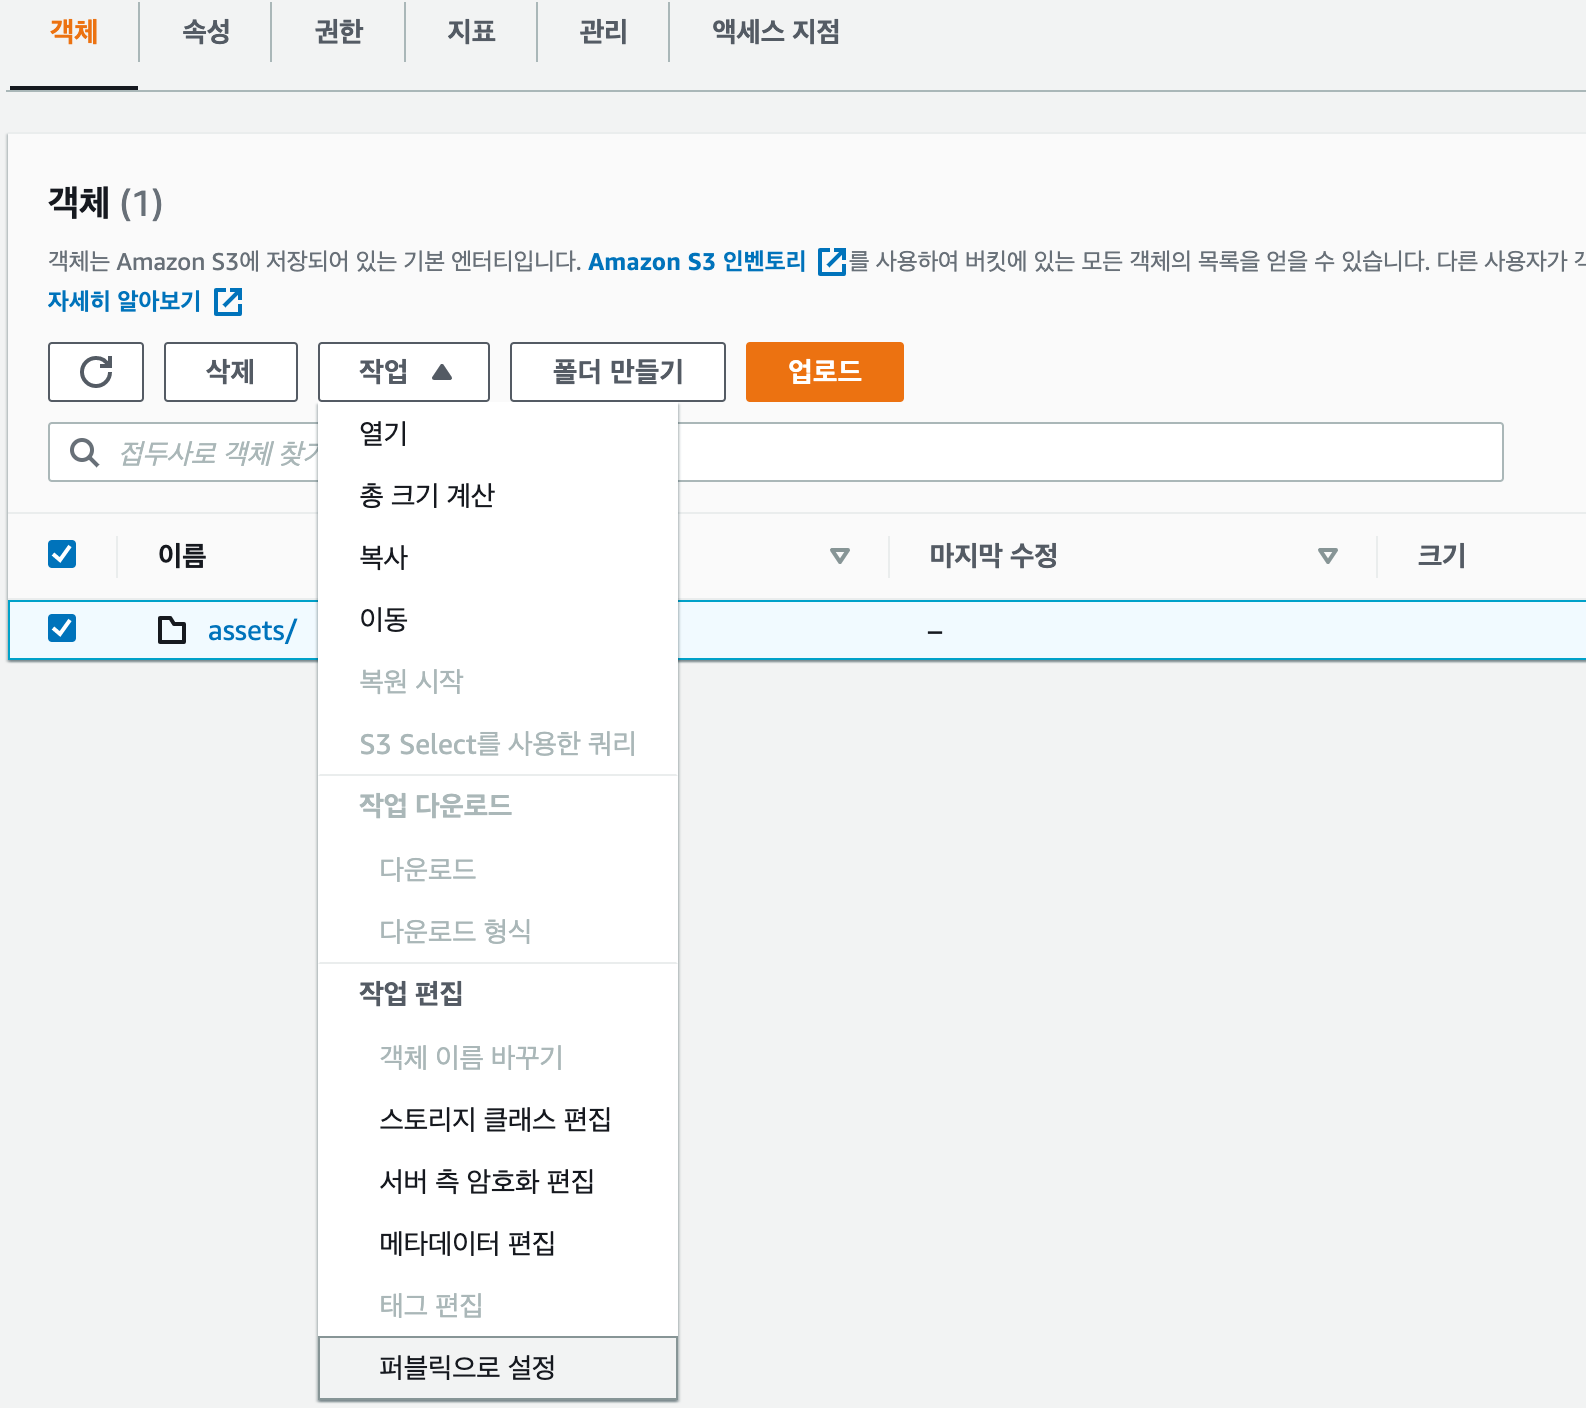 객체 속성 권한 지표 관리 액세스 지점
객체 (1)
객체는 Amazon S3에 저장되어 있는 기본 엔터티입니다. Amazon S3 인벤토리 를 사용하여 버킷에 있는 모든 객체의 목록을 얻을 수 있습니다. 다른 사용자가
자세히 알아보기
삭제 작업 폴더 만들기 업로드
접두사로 객체 찾기
이름 마지막 수정 크기
assets/ –
열기
총 크기 계산
복사
이동
복원 시작
S3 Select를 사용한 쿼리
작업 다운로드
다운로드
다운로드 형식
작업 편집
객체 이름 바꾸기
스토리지 클래스 편집
서버 측 암호화 편집
메타데이터 편집
태그 편집
퍼블릭으로 설정